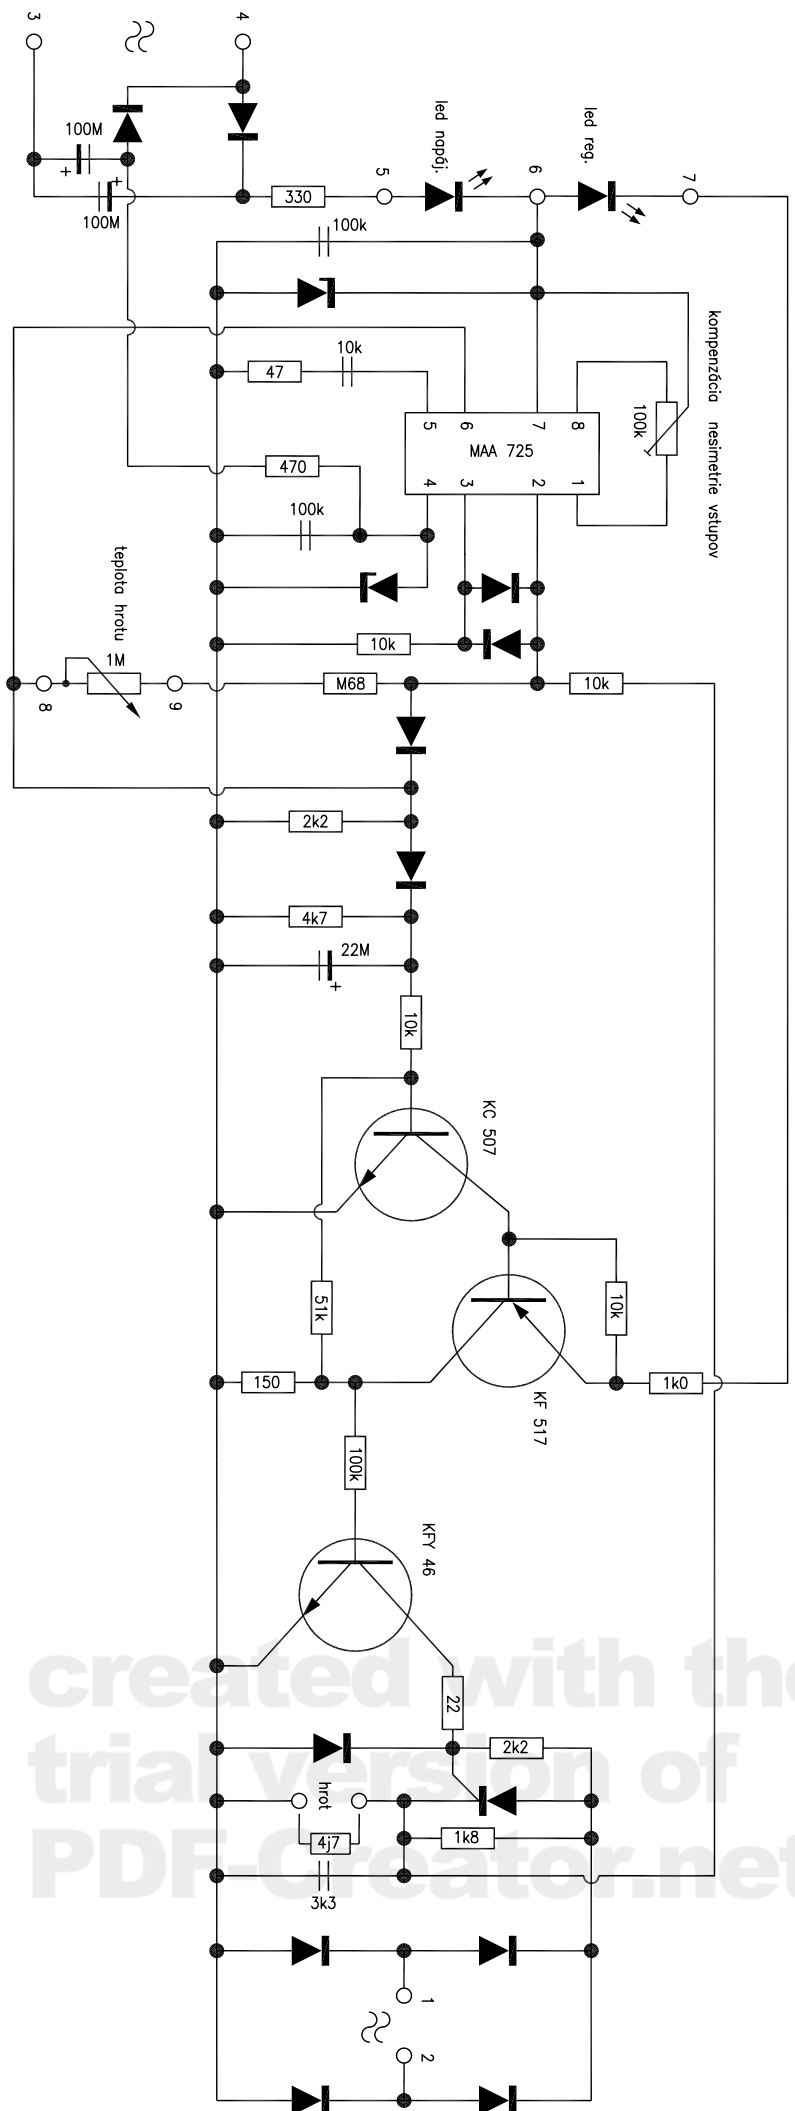 3
4
100M
+
+
100M
330
5
led napáj.
6
led reg.
7
100k
kompenzácia nesimetrie vstupov
100k
47
10k
5
6
7
8
MAA 725
4
3
2
1
470
100k
teplota hrotu
10k
1M
8
9
M68
10k
2k2
4k7
22M
+
10k
KC 507
51k
10k
150
1k0
KF 517
100k
KFY 46
22
2k2
hrot
4j7
1k8
3k3
1
2
created with the
trial version of
PDF-Creator.net